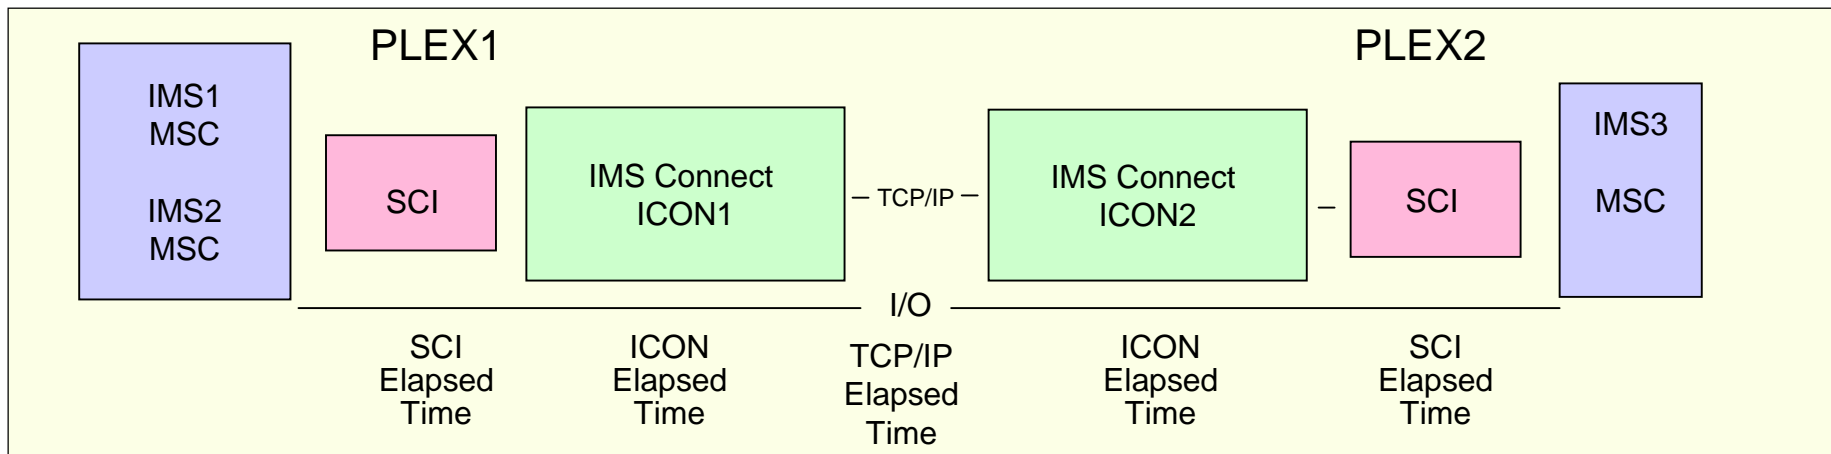 PLEX1
PLEX2
IMS1
MSC
IMS2
MSC
SCI
IMS Connect
ICON1
– TCP/IP –
IMS Connect
ICON2
–
SCI
IMS3
MSC
I/O
SCI
Elapsed
Time
ICON
Elapsed
Time
TCP/IP
Elapsed
Time
ICON
Elapsed
Time
SCI
Elapsed
Time